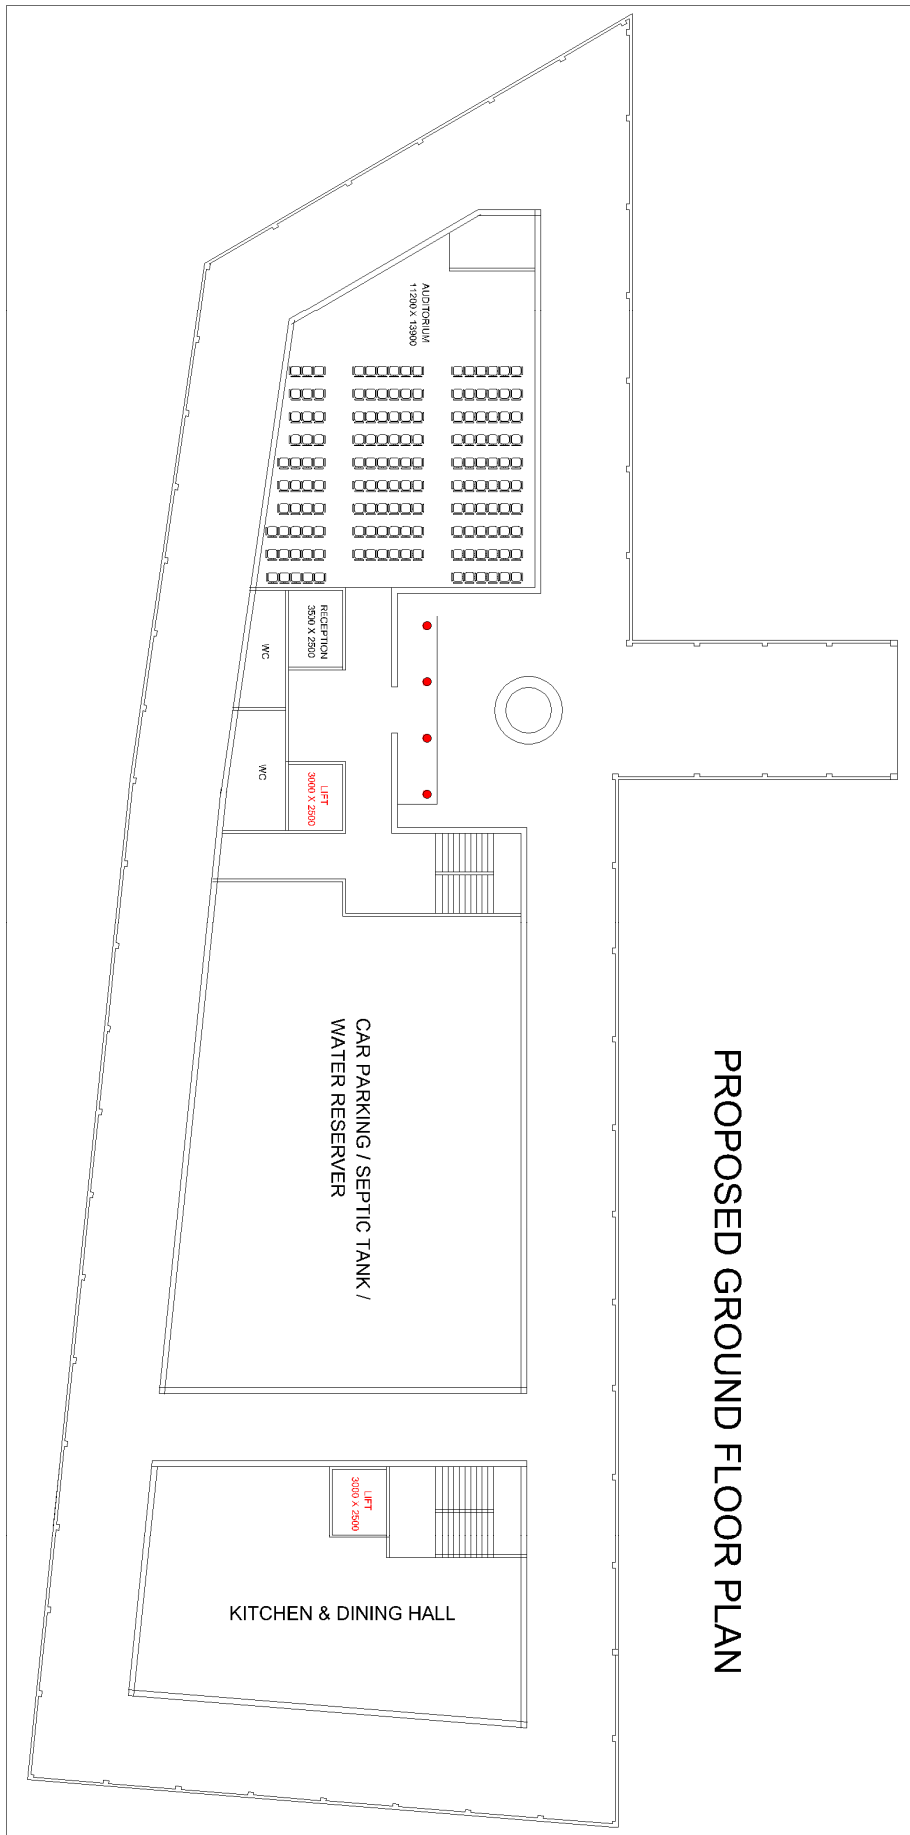 AUDITORIUM
11200 X 13900
RECEPTION
3500 X 2500
WC
WC
LIFT
3000 X 2500
CAR PARKING / SEPTIC TANK /
WATER RESERVER
PROPOSED GROUND FLOOR PLAN
LIFT
3000 X 2500
KITCHEN & DINING HALL